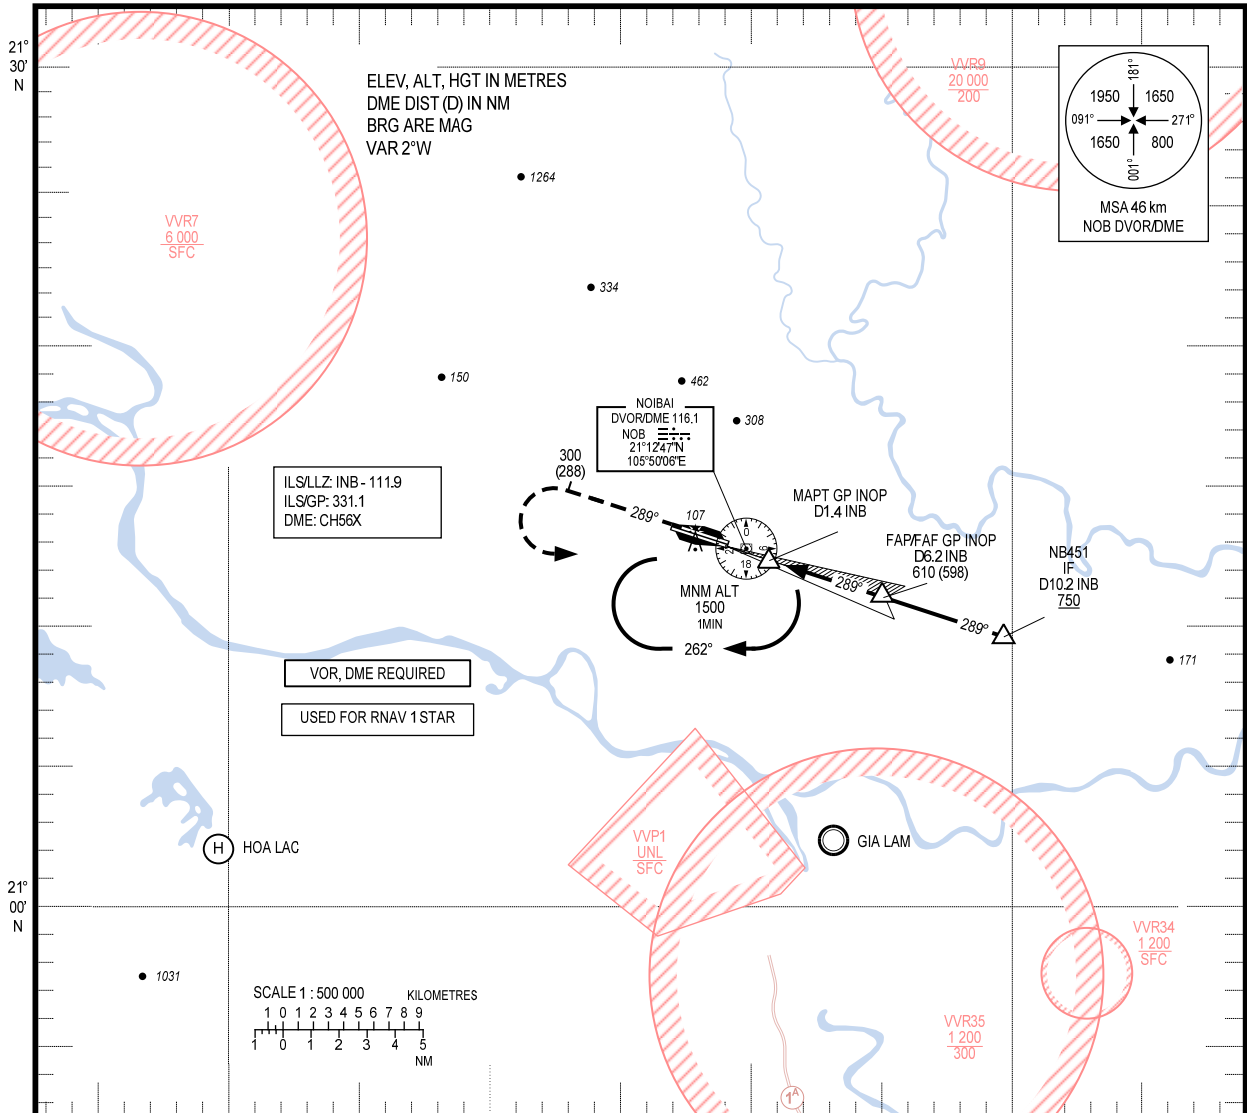 21°
30'
N
ELEV, ALT, HGT IN METRES
DME DIST (D) IN NM
BRG ARE MAG
VAR 2°W
VVR9
20 000
200
181°
1950
1650
091°
271°
1650
800
001°
MSA 46 km
NOB DVOR/DME
1264
VVR7
6 000
SFC
334
150
462
308
NOIBAI
DVOR/DME 116.1
NOB
21°12'47"N
105°50'06"E
300
(288)
ILS/LLZ: INB - 111.9
ILS/GP: 331.1
DME: CH56X
289°
107
0
18
MAPT GP INOP
D1.4 INB
FAP/FAF GP INOP
D6.2 INB
610 (598)
NB451
IF
D10.2 INB
750
289°
289°
MNM ALT
1500
1MIN
262°
171
VOR, DME REQUIRED
USED FOR RNAV 1 STAR
H
HOA LAC
VVP1
UNL
SFC
GIA LAM
21°
00'
N
1031
VVR34
1 200
SFC
SCALE 1 : 500 000
KILOMETRES
1 0 1 2 3 4 5 6 7 8 9
1 0 1 2 3 4 5
NM
VVR35
1 200
300
1A